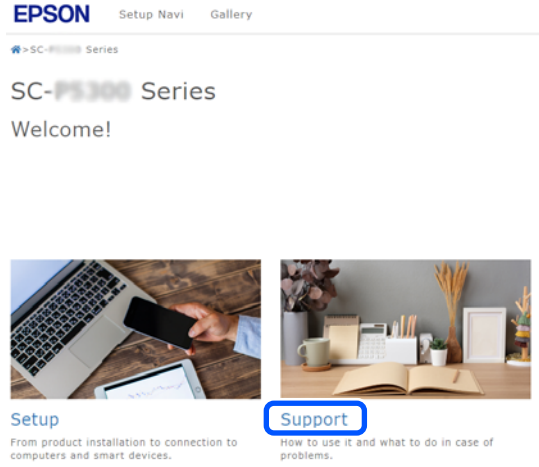 EPSON Setup Navi Gallery
>SC- Series
SC- Series
Welcome!
Setup
From product installation to connection to
computers and smart devices.
Support
How to use it and what to do in case of
problems.